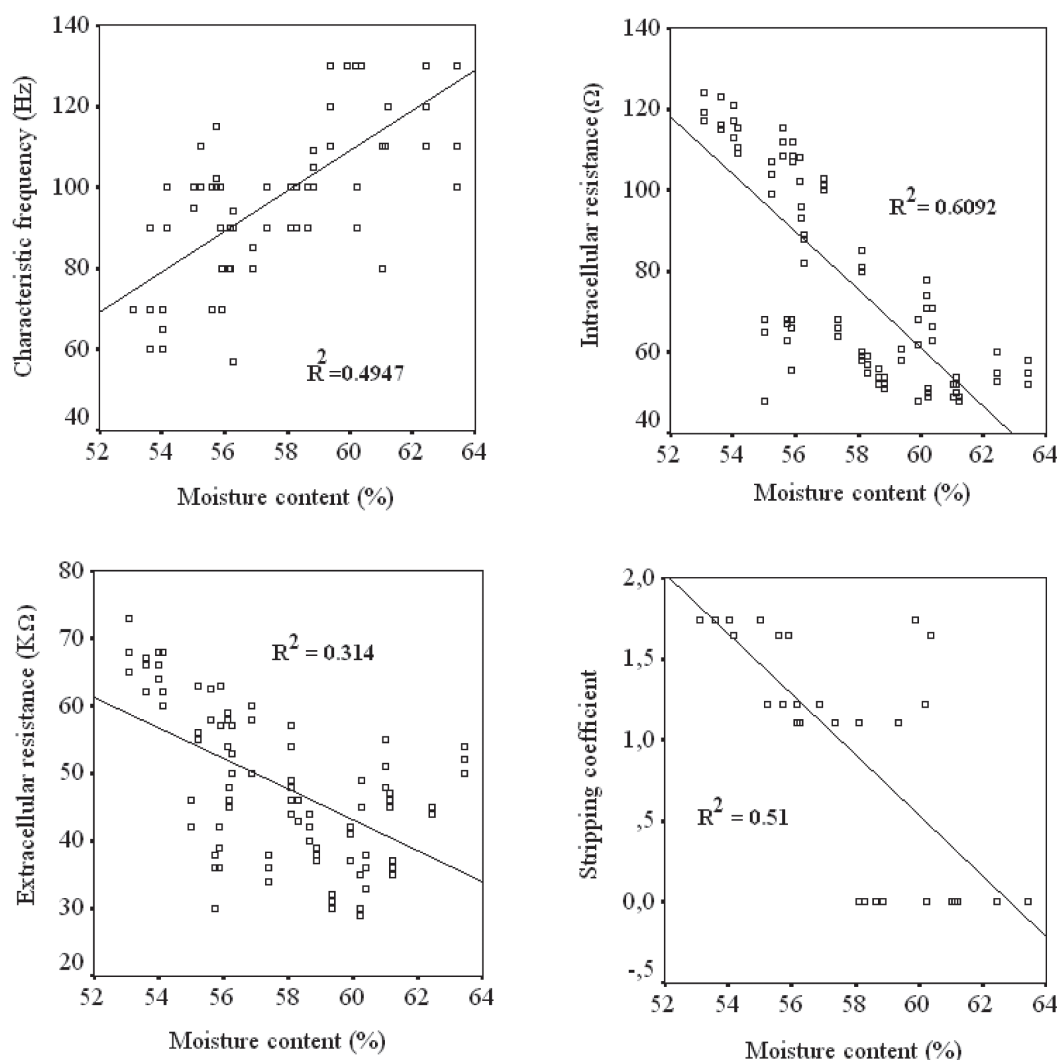 Characteristic frequency (Hz)
140
120
100
80
60
40
R2=0.4947
52 54 56 58 60 62 64
Moisture content (%)
Intracellular resistance (Ω)
140
120
100
80
60
40
R2=0.6092
52 54 56 58 60 62 64
Moisture content (%)
Extracellular resistance (KΩ)
80
70
60
50
40
30
20
R2 = 0.314
52 54 56 58 60 62 64
Moisture content (%)
Stripping coefficient
2,0
1,5
1,0
,5
0,0
-,5
R2 = 0.51
52 54 56 58 60 62 64
Moisture content (%)